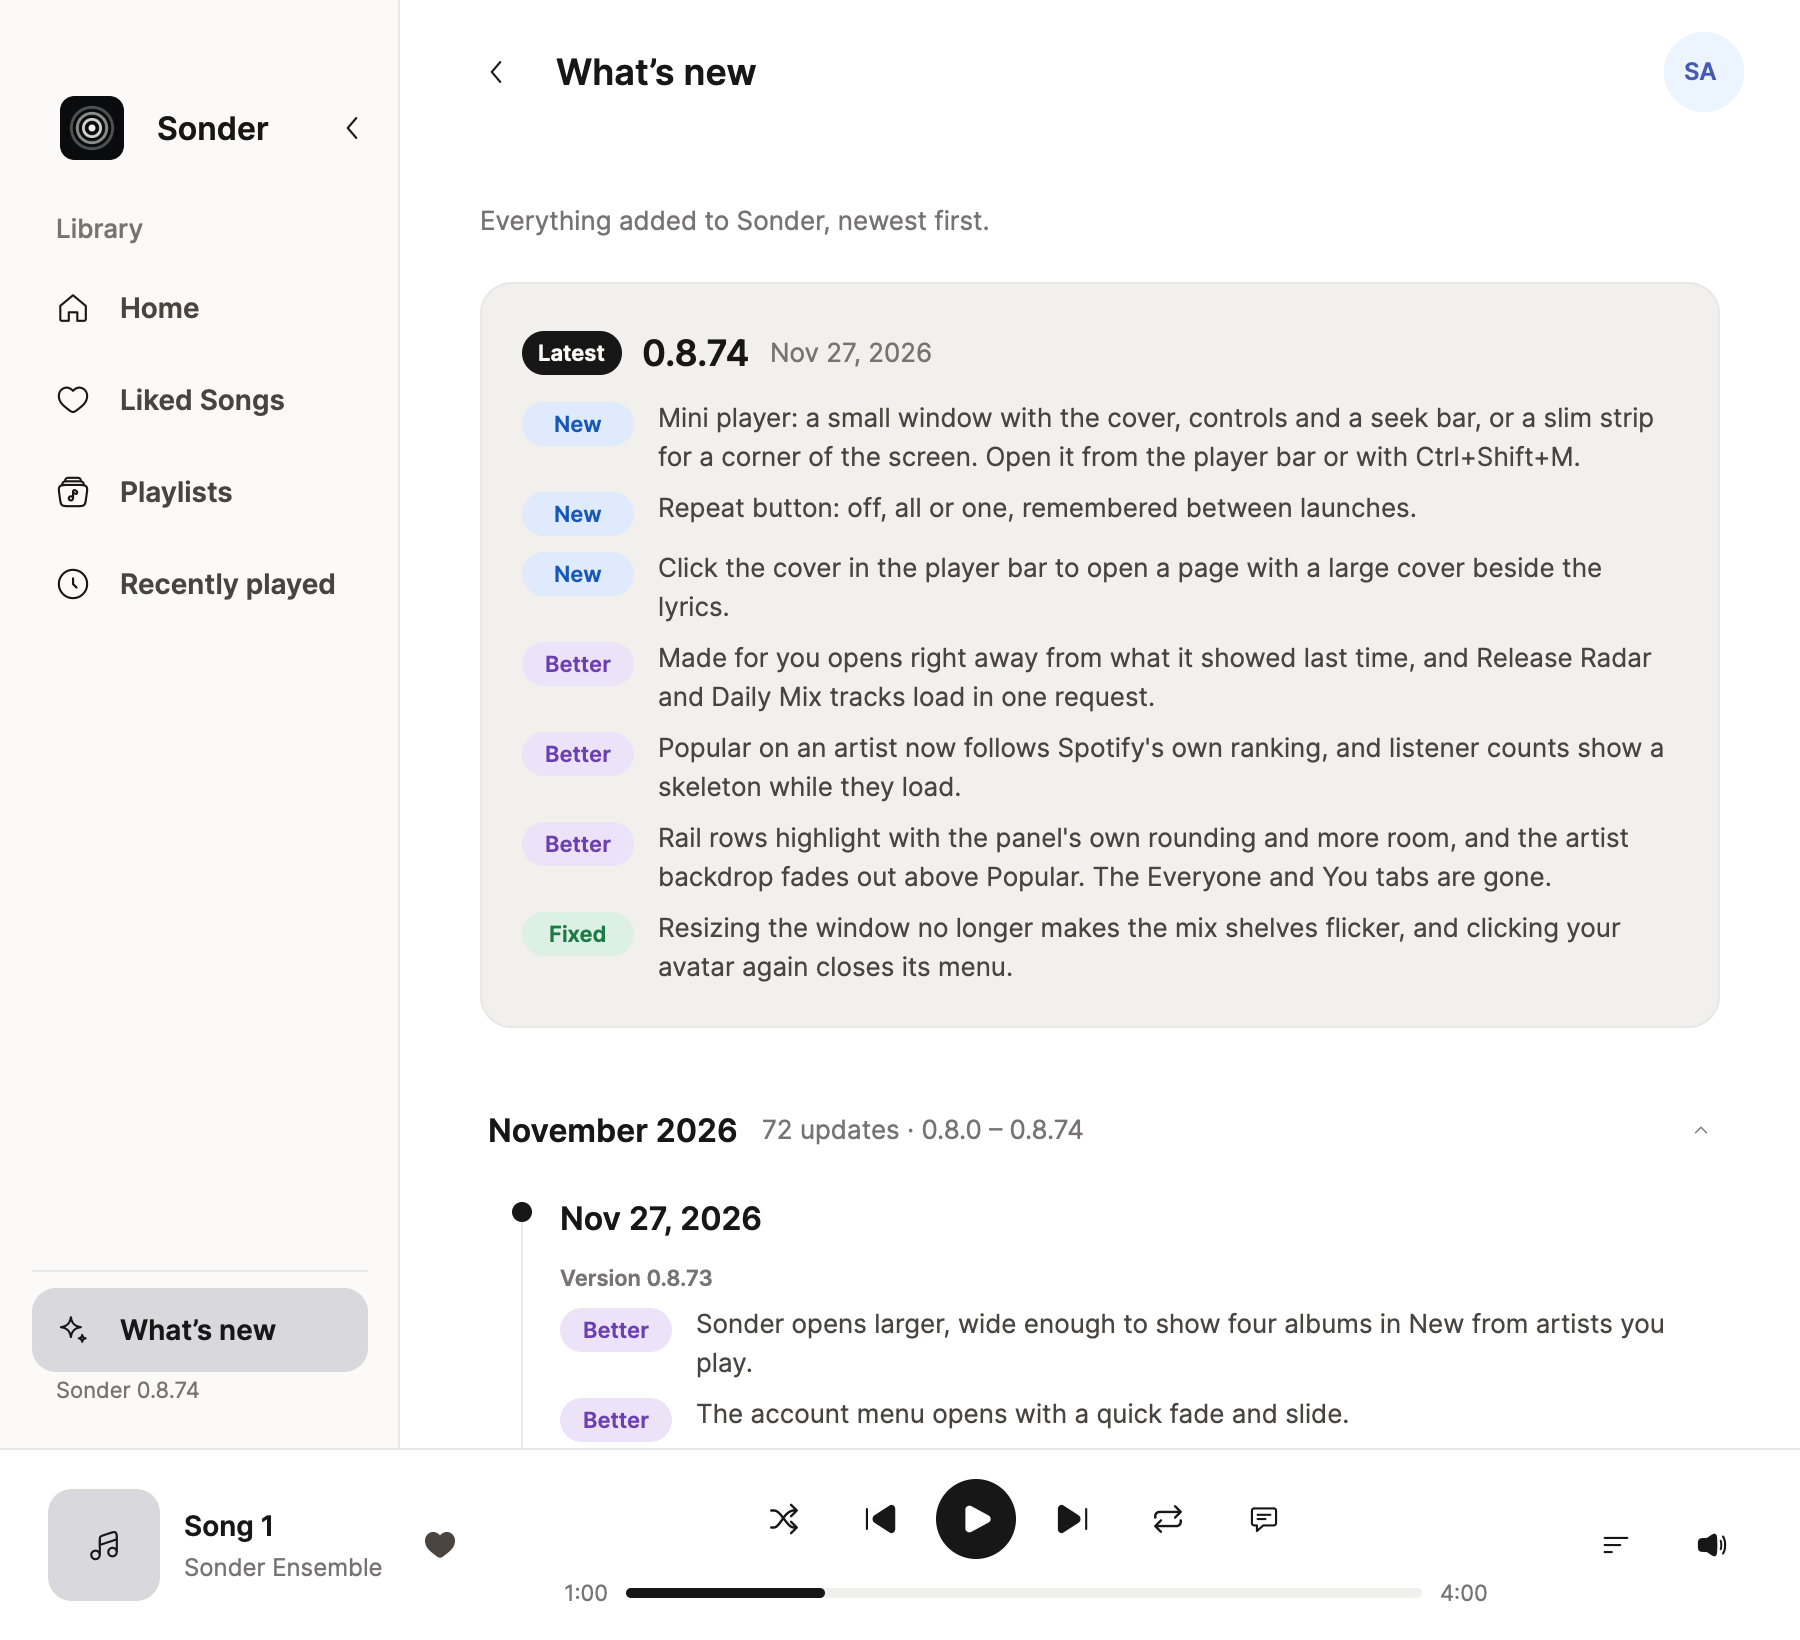 What’s new
SA
Sonder
Library
Home
Liked Songs
Playlists
Recently played
What’s new
Sonder 0.8.74
Everything added to Sonder, newest first.
Latest 0.8.74 Nov 27, 2026
New Mini player: a small window with the cover, controls and a seek bar, or a slim strip
for a corner of the screen. Open it from the player bar or with Ctrl+Shift+M.
New Repeat button: off, all or one, remembered between launches.
New Click the cover in the player bar to open a page with a large cover beside the
lyrics.
Better Made for you opens right away from what it showed last time, and Release Radar
and Daily Mix tracks load in one request.
Better Popular on an artist now follows Spotify's own ranking, and listener counts show a
skeleton while they load.
Better Rail rows highlight with the panel's own rounding and more room, and the artist
backdrop fades out above Popular. The Everyone and You tabs are gone.
Fixed Resizing the window no longer makes the mix shelves flicker, and clicking your
avatar again closes its menu.
November 2026 72 updates · 0.8.0 – 0.8.74
Nov 27, 2026
Version 0.8.73
Better Sonder opens larger, wide enough to show four albums in New from artists you
play.
Better The account menu opens with a quick fade and slide.
Song 1
Sonder Ensemble
1:00 4:00